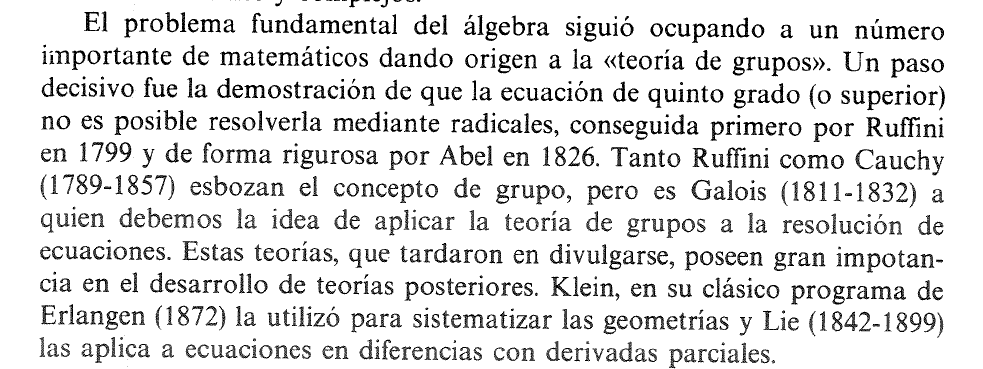 El problema fundamental del álgebra siguió ocupando a un número
importante de matemáticos dando origen a la «teoría de grupos». Un paso
decisivo fue la demostración de que la ecuación de quinto grado (o superior)
no es posible resolverla mediante radicales, conseguida primero por Ruffini
en 1799 y de forma rigurosa por Abel en 1826. Tanto Ruffini como Cauchy
(1789-1857) esbozan el concepto de grupo, pero es Galois (1811-1832) a
quien debemos la idea de aplicar la teoría de grupos a la resolución de
ecuaciones. Estas teorías, que tardaron en divulgarse, poseen gran impotan-
cia en el desarrollo de teorías posteriores. Klein, en su clásico programa de
Erlangen (1872) la utilizó para sistematizar las geometrías y Lie (1842-1899)
las aplica a ecuaciones en diferencias con derivadas parciales.